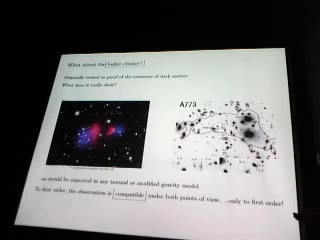 What about the bullet cluster?
Originally touted as proof of the existence of dark matter
What does it really show?
A773
...as would be expected in any normal or modified gravity model.
To first order, the observation is compatible under both points of view, ...only to first order!